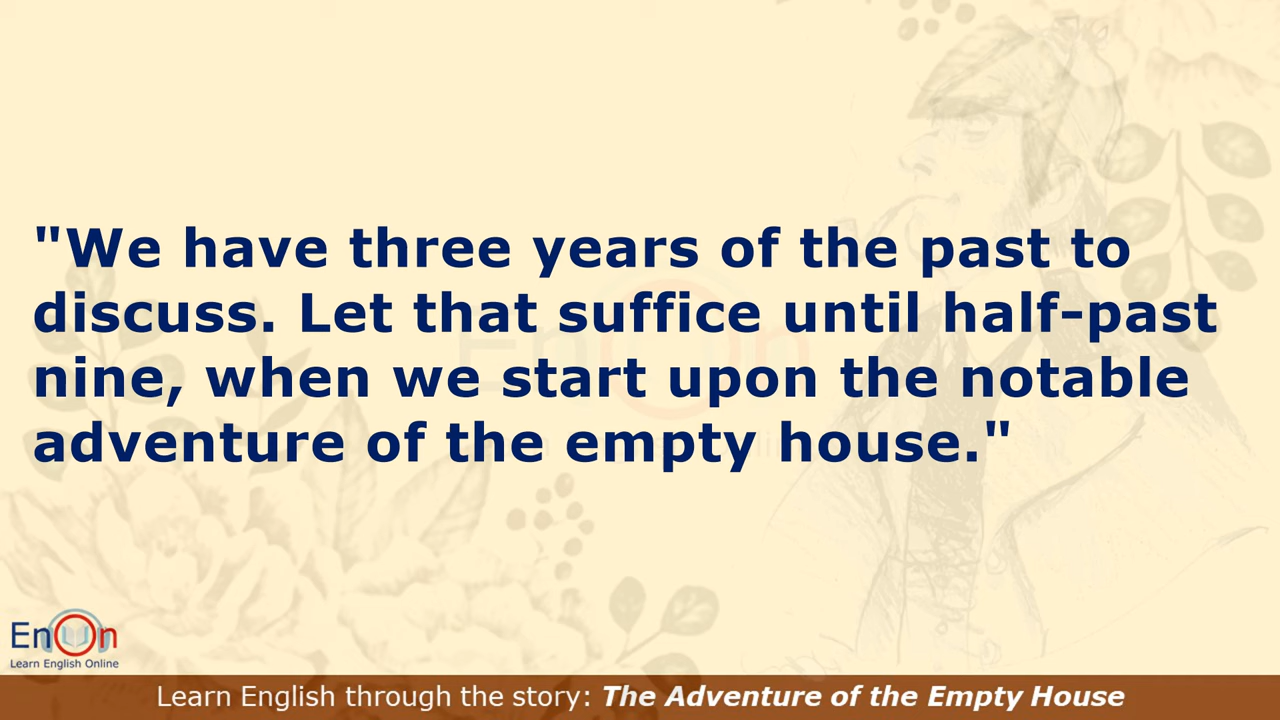 "We have three years of the past to
discuss. Let that suffice until half-past
nine, when we start upon the notable
adventure of the empty house."
EnOn
Learn English Online
Learn English through the story: The Adventure of the Empty House